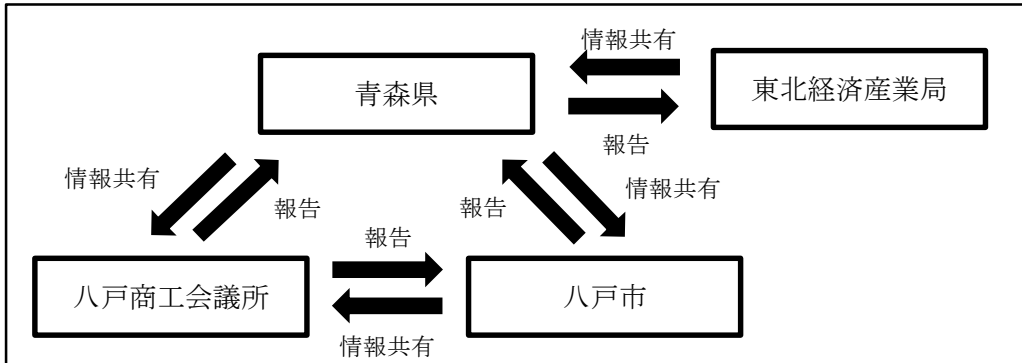 情報共有
青森県
東北経済産業局
報告
情報共有
報告
報告
情報共有
報告
八戸商工会議所
八戸市
情報共有